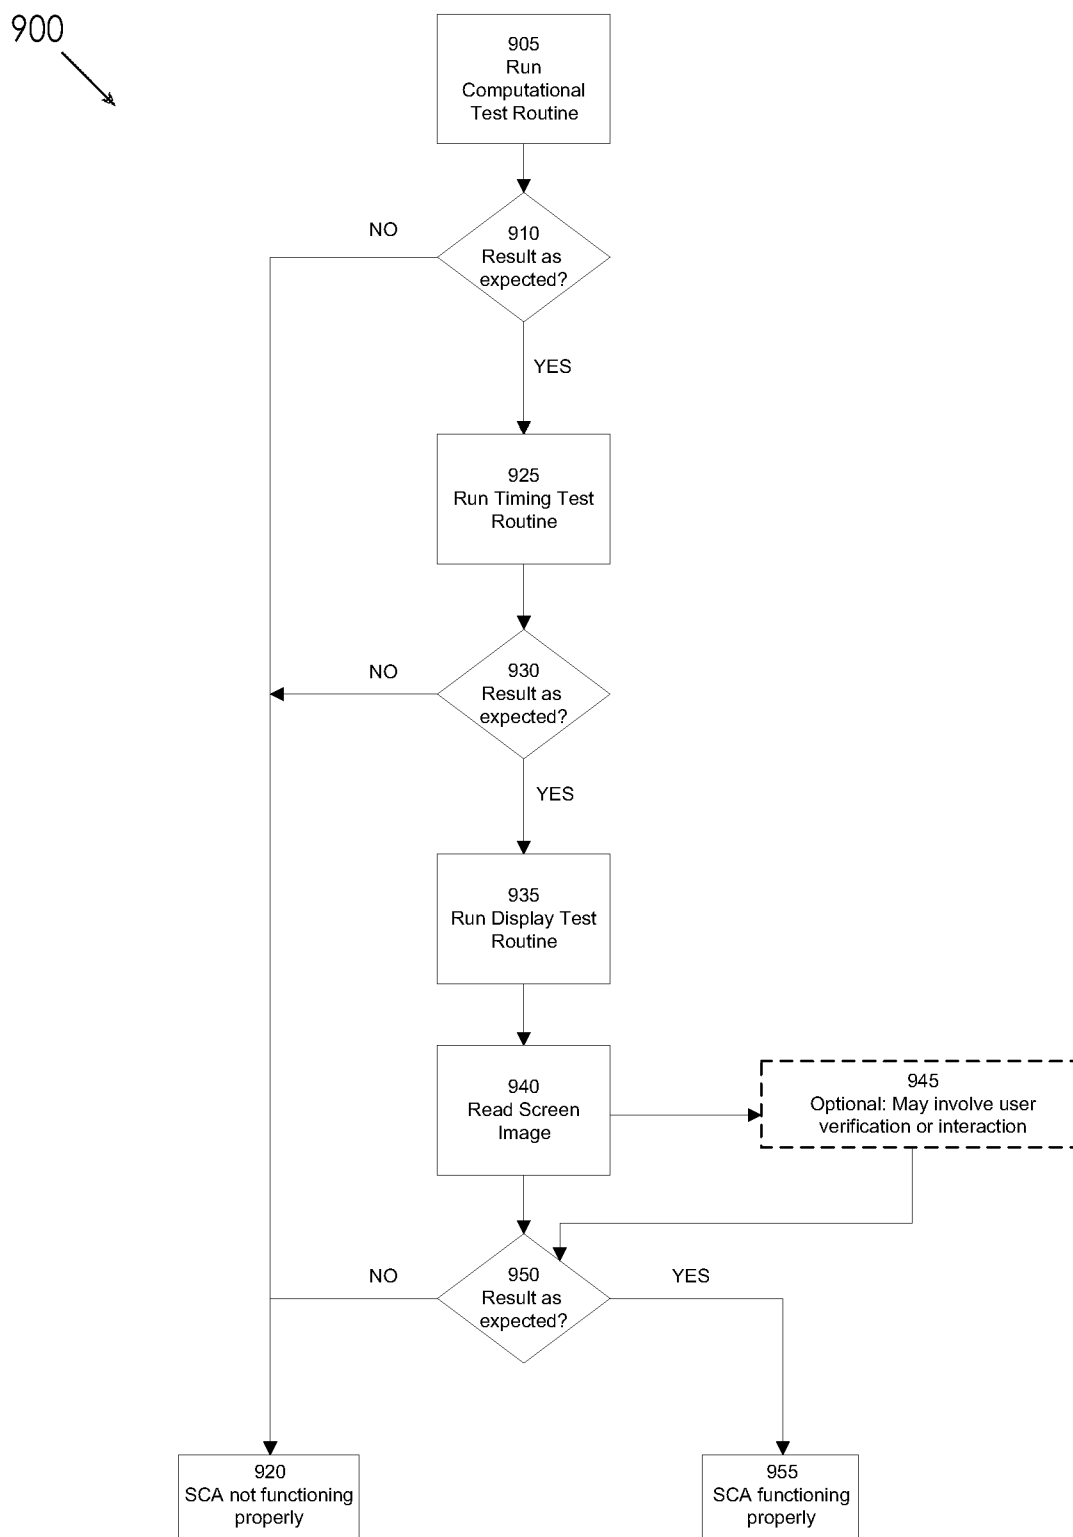 900
905
Run
Computational
Test Routine
NO
910
Result as
expected?
YES
925
Run Timing Test
Routine
NO
930
Result as
expected?
YES
935
Run Display Test
Routine
940
Read Screen
Image
945
Optional: May involve user
verification or interaction
NO
950
Result as
expected?
YES
920
SCA not functioning
properly
955
SCA functioning
properly